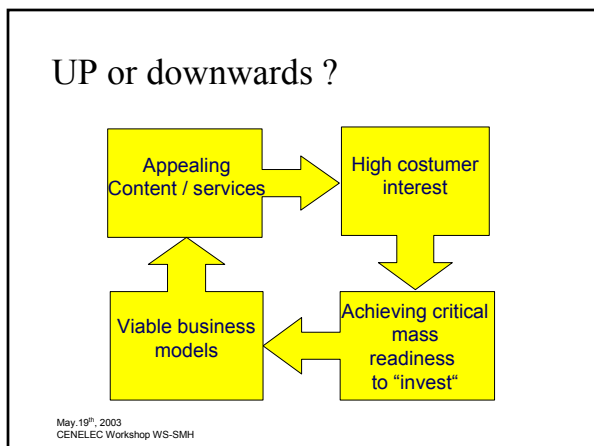 UP or downwards ?
Appealing
Content / services
High costumer
interest
Viable business
models
Achieving critical
mass
readiness
to “invest“
May.19th, 2003
CENELEC Workshop WS-SMH